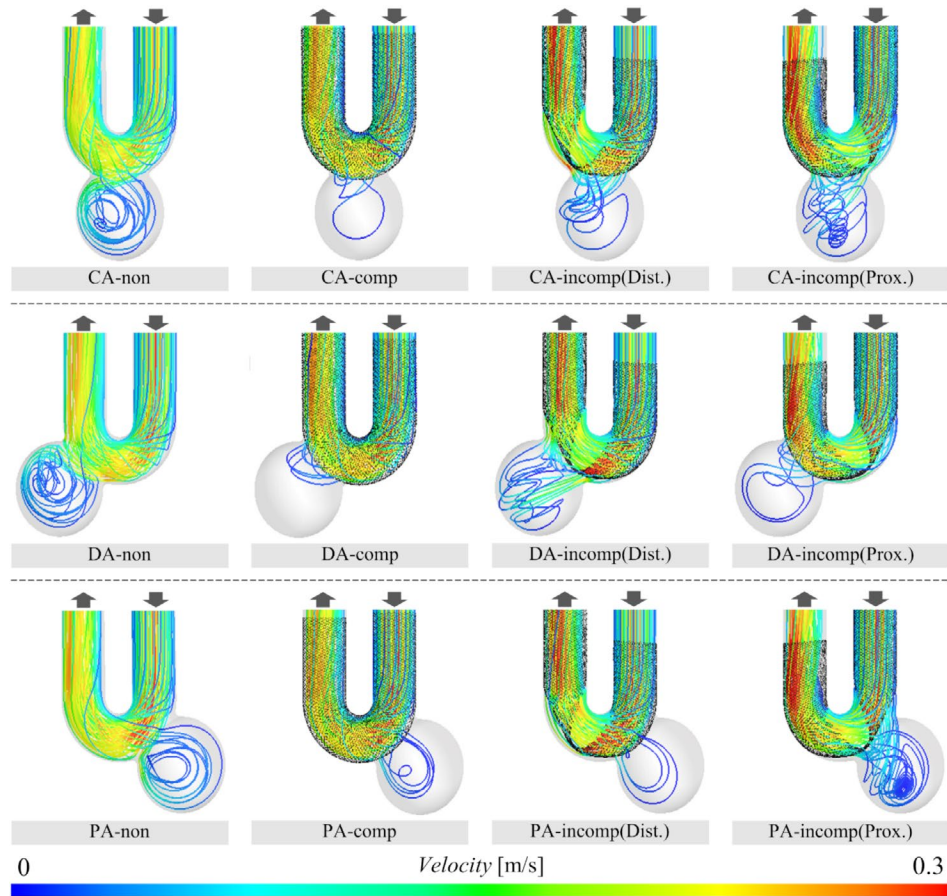 CA-non CA-comp CA-incomp(Dist.) CA-incomp(Prox.)
DA-non DA-comp DA-incomp(Dist.) DA-incomp(Prox.)
PA-non PA-comp PA-incomp(Dist.) PA-incomp(Prox.)
0 Velocity [m/s] 0.3